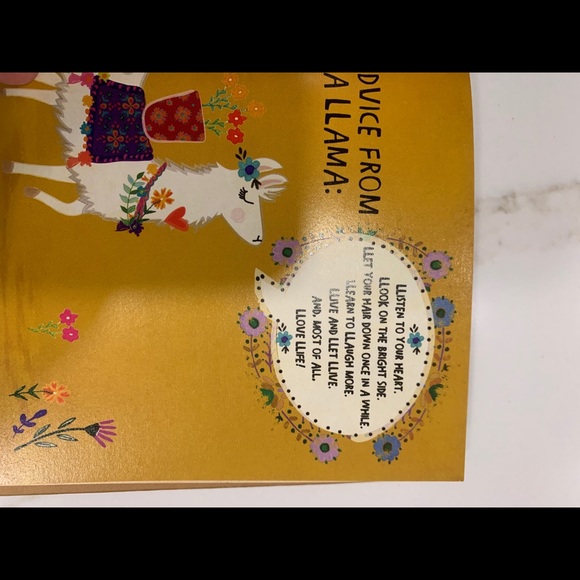 DVICE FROM
A LLAMA:
LLISTEN TO YOUR HEART.
LLOOK ON THE BRIGHT SIDE.
LLET YOUR HAIR DOWN ONCE IN A WHILE.
LLEARN TO LLAUGH MORE.
LLIVE AND LLET LLIVE.
AND, MOST OF ALL,
LLOVE LLIFE!